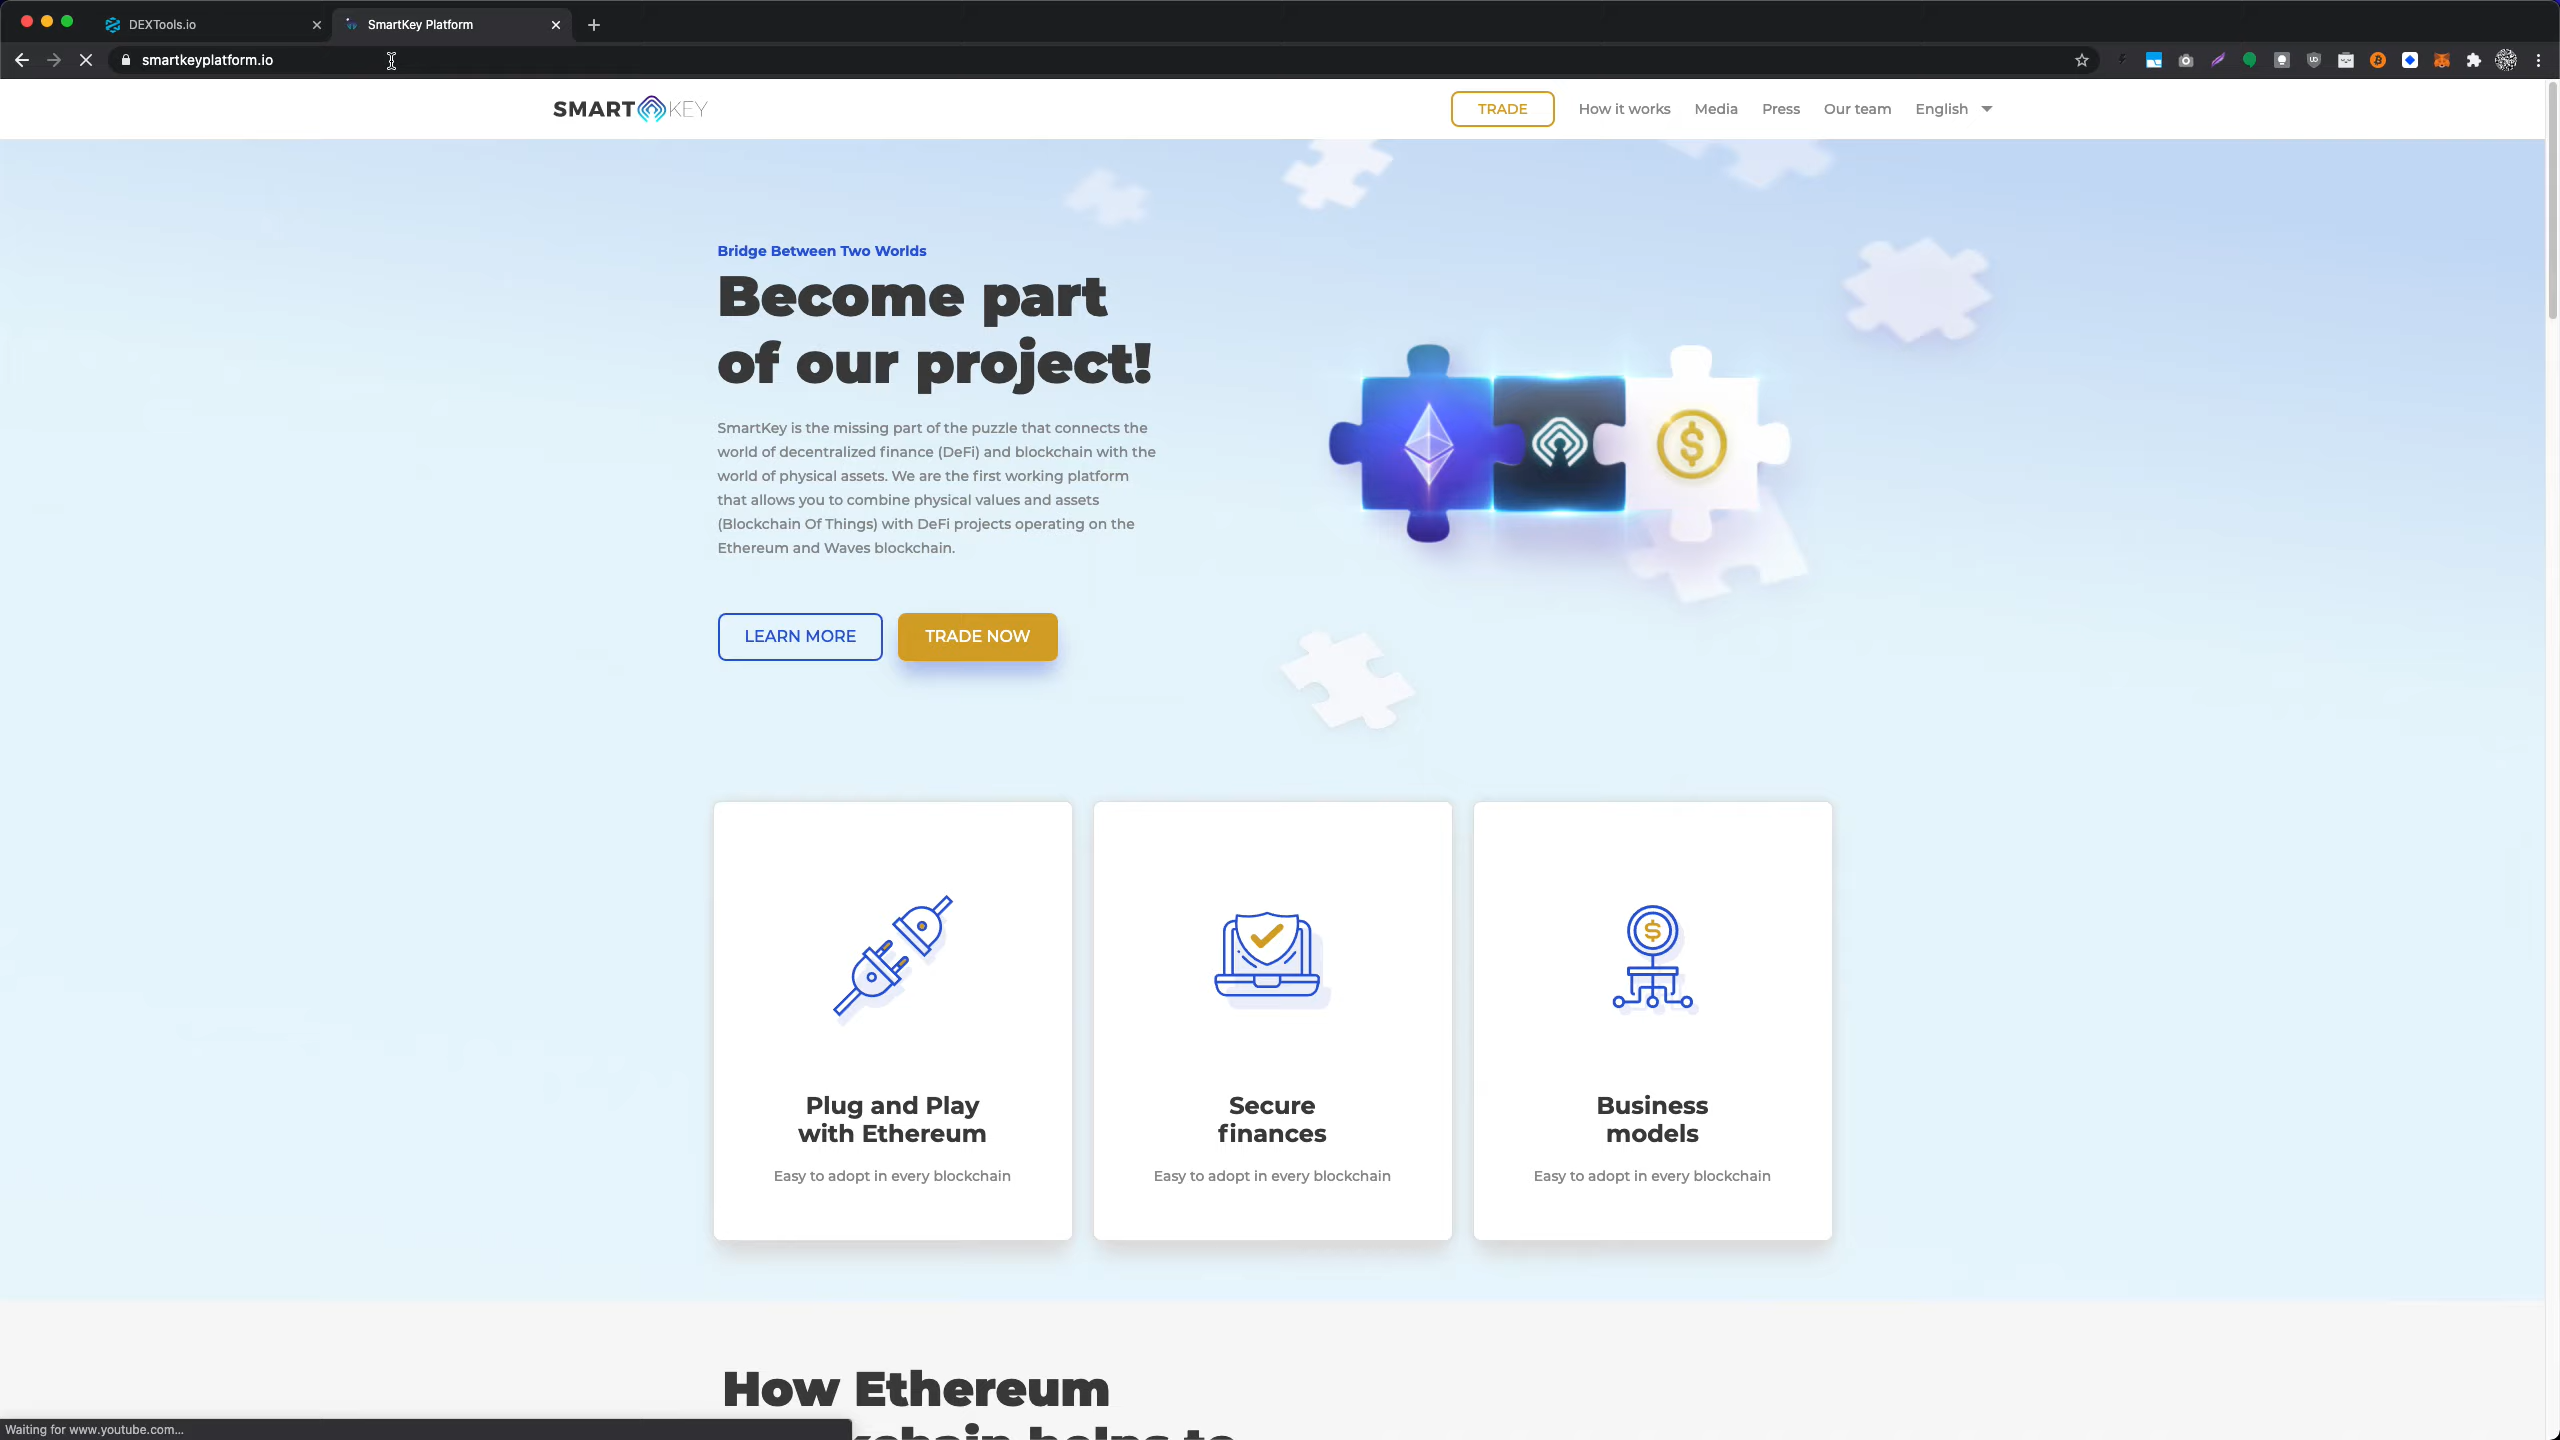 DEXTools.io
SmartKey Platform
smartkeyplatform.io
SMART KEY
TRADE
How it works
Media
Press
Our team
English
Bridge Between Two Worlds
Become part
of our project!
SmartKey is the missing part of the puzzle that connects the
world of decentralized finance (DeFi) and blockchain with the
world of physical assets. We are the first working platform
that allows you to combine physical values and assets
(Blockchain Of Things) with DeFi projects operating on the
Ethereum and Waves blockchain.
LEARN MORE
TRADE NOW
Plug and Play
with Ethereum
Easy to adopt in every blockchain
Secure
finances
Easy to adopt in every blockchain
Business
models
Easy to adopt in every blockchain
How Ethereum
helps to
Waiting for www.youtube.com...